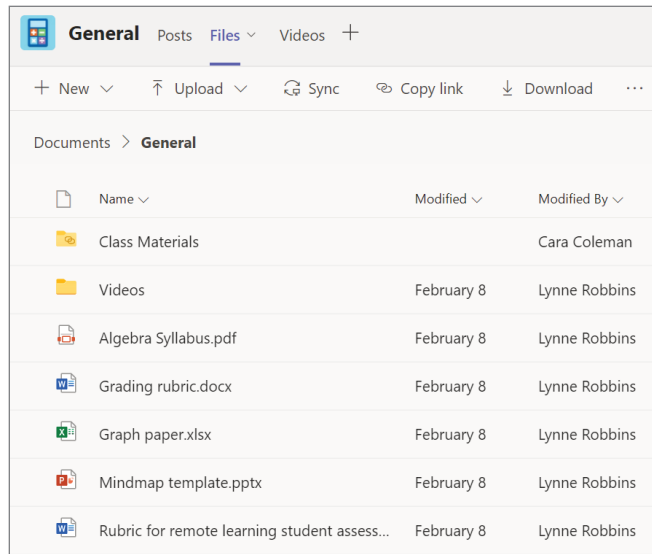 General Posts Files Videos
New Upload Sync Copy link Download ...
Documents > General
Name Modified Modified By
Class Materials Cara Coleman
Videos February 8 Lynne Robbins
Algebra Syllabus.pdf February 8 Lynne Robbins
Grading rubric.docx February 8 Lynne Robbins
Graph paper.xlsx February 8 Lynne Robbins
Mindmap template.pptx February 8 Lynne Robbins
Rubric for remote learning student assess... February 8 Lynne Robbins